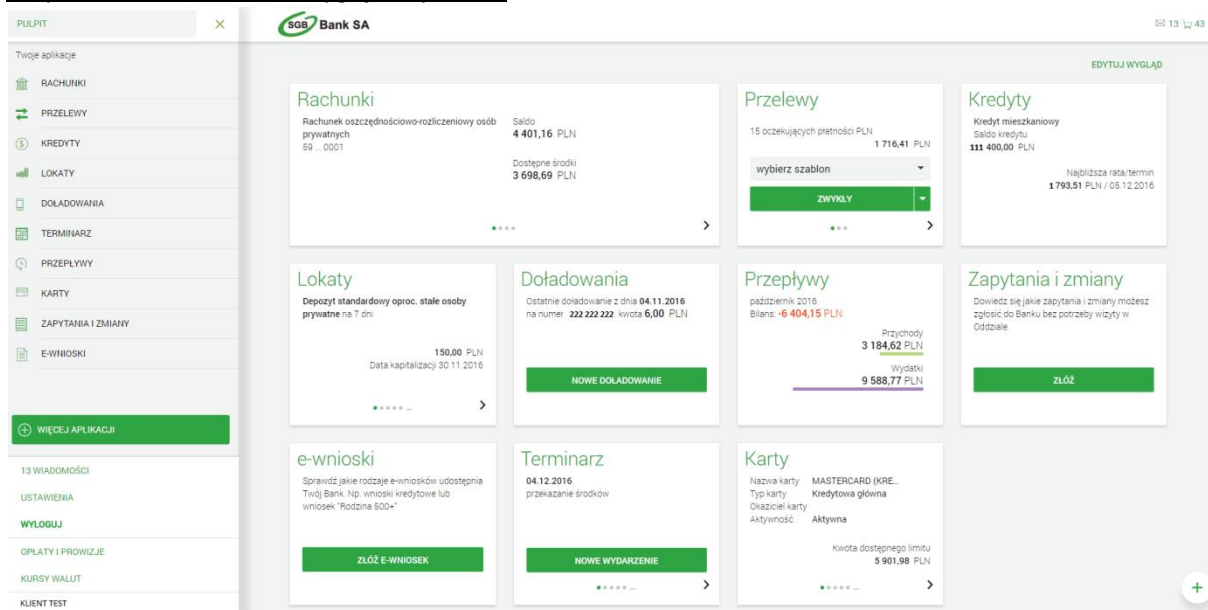 PULPIT
SGB Bank SA
13 43
Twoje aplikacje
RACHUNKI
PRZELEWY
KREDYTY
LOKATY
DOŁADOWANIA
TERMINARZ
PRZEPŁYWY
KARTY
ZAPYTANIA I ZMIANY
E-WNIOSKI
WIĘCEJ APLIKACJI
13 WIADOMOŚCI
USTAWIENIA
WYLOGUJ
OPŁATY I PROWIZJE
KURSY WALUT
KLIENT TEST
EDYTUJ WYGLĄD
Rachunki
Rachunek oszczędnościowo-rozliczeniowy osób
prywatnych
59 ... 0001
Saldo
4 401,16 PLN
Dostępne środki
3 698,69 PLN
Przelewy
15 oczekujących płatności PLN
1 716,41 PLN
wybierz szablon
ZWYKŁY
Kredyty
Kredyt mieszkaniowy
Saldo kredytu
111 400,00 PLN
Najbliższa rata/termin
1 793,51 PLN / 05.12.2016
Lokaty
Depozyt standardowy oproc. stałe osoby
prywatne na 7 dni
150,00 PLN
Data kapitalizacji 30.11.2016
Doładowania
Ostatnie doładowanie z dnia 04.11.2016
na numer 222 222 222 kwota 6,00 PLN
NOWE DOŁADOWANIE
Przepływy
październik 2016
Bilans: -6 404,15 PLN
Przychody
3 184,62 PLN
Wydatki
9 588,77 PLN
Zapytania i zmiany
Dowiedz się jakie zapytania i zmiany możesz
zgłosić do Banku bez potrzeby wizyty w
Oddziale.
ZŁÓŻ
e-wnioski
Sprawdź jakie rodzaje e-wniosków udostępnia
Twój Bank. Np. wnioski kredytowe lub
wniosek "Rodzina 500+"
ZŁÓŻ E-WNIOSEK
Terminarz
04.12.2016
przekazanie środków
NOWE WYDARZENIE
Karty
Nazwa karty MASTERCARD (KRE...
Typ karty Kredytowa główna
Okaziciel karty
Aktywność Aktywna
Kwota dostępnego limitu
5 901,98 PLN